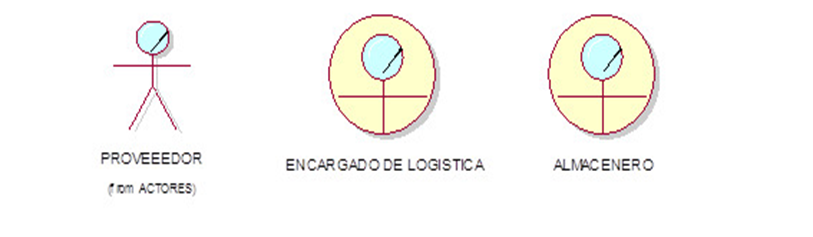 PROVEEEDOR
(from ACTORES)
ENCARGADO DE LOGISTICA
ALMACENERO